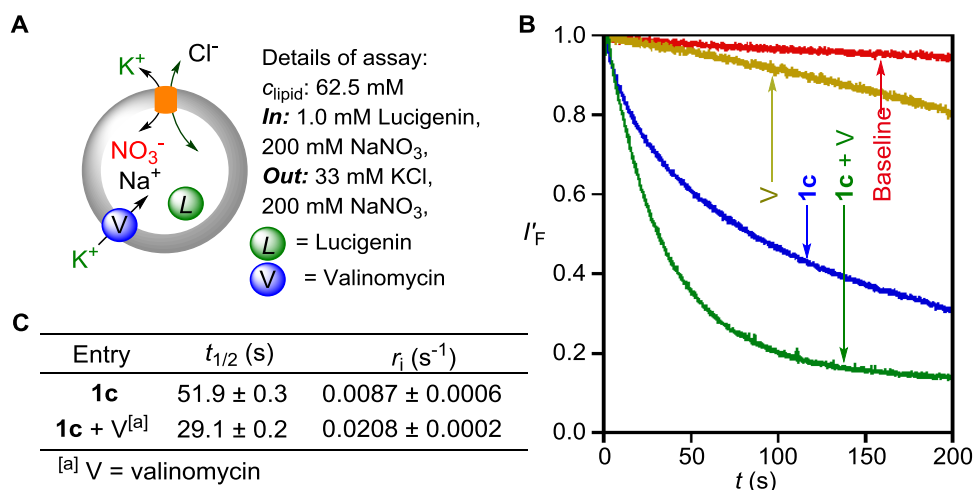 A
K⁺
Cl⁻
NO₃⁻
Na⁺
L
V
K⁺
Details of assay:
c_lipid: 62.5 mM
In: 1.0 mM Lucigenin,
200 mM NaNO₃,
Out: 33 mM KCl,
200 mM NaNO₃,
L = Lucigenin
V = Valinomycin
B
1.0
0.8
0.6
0.4
0.2
0.0
I'F
V
1c
1c + V
Baseline
0 50 100 150 200
t (s)
C
Entry t1/2 (s) ri (s⁻¹)
1c 51.9 ± 0.3 0.0087 ± 0.0006
1c + V[a] 29.1 ± 0.2 0.0208 ± 0.0002
[a] V = valinomycin